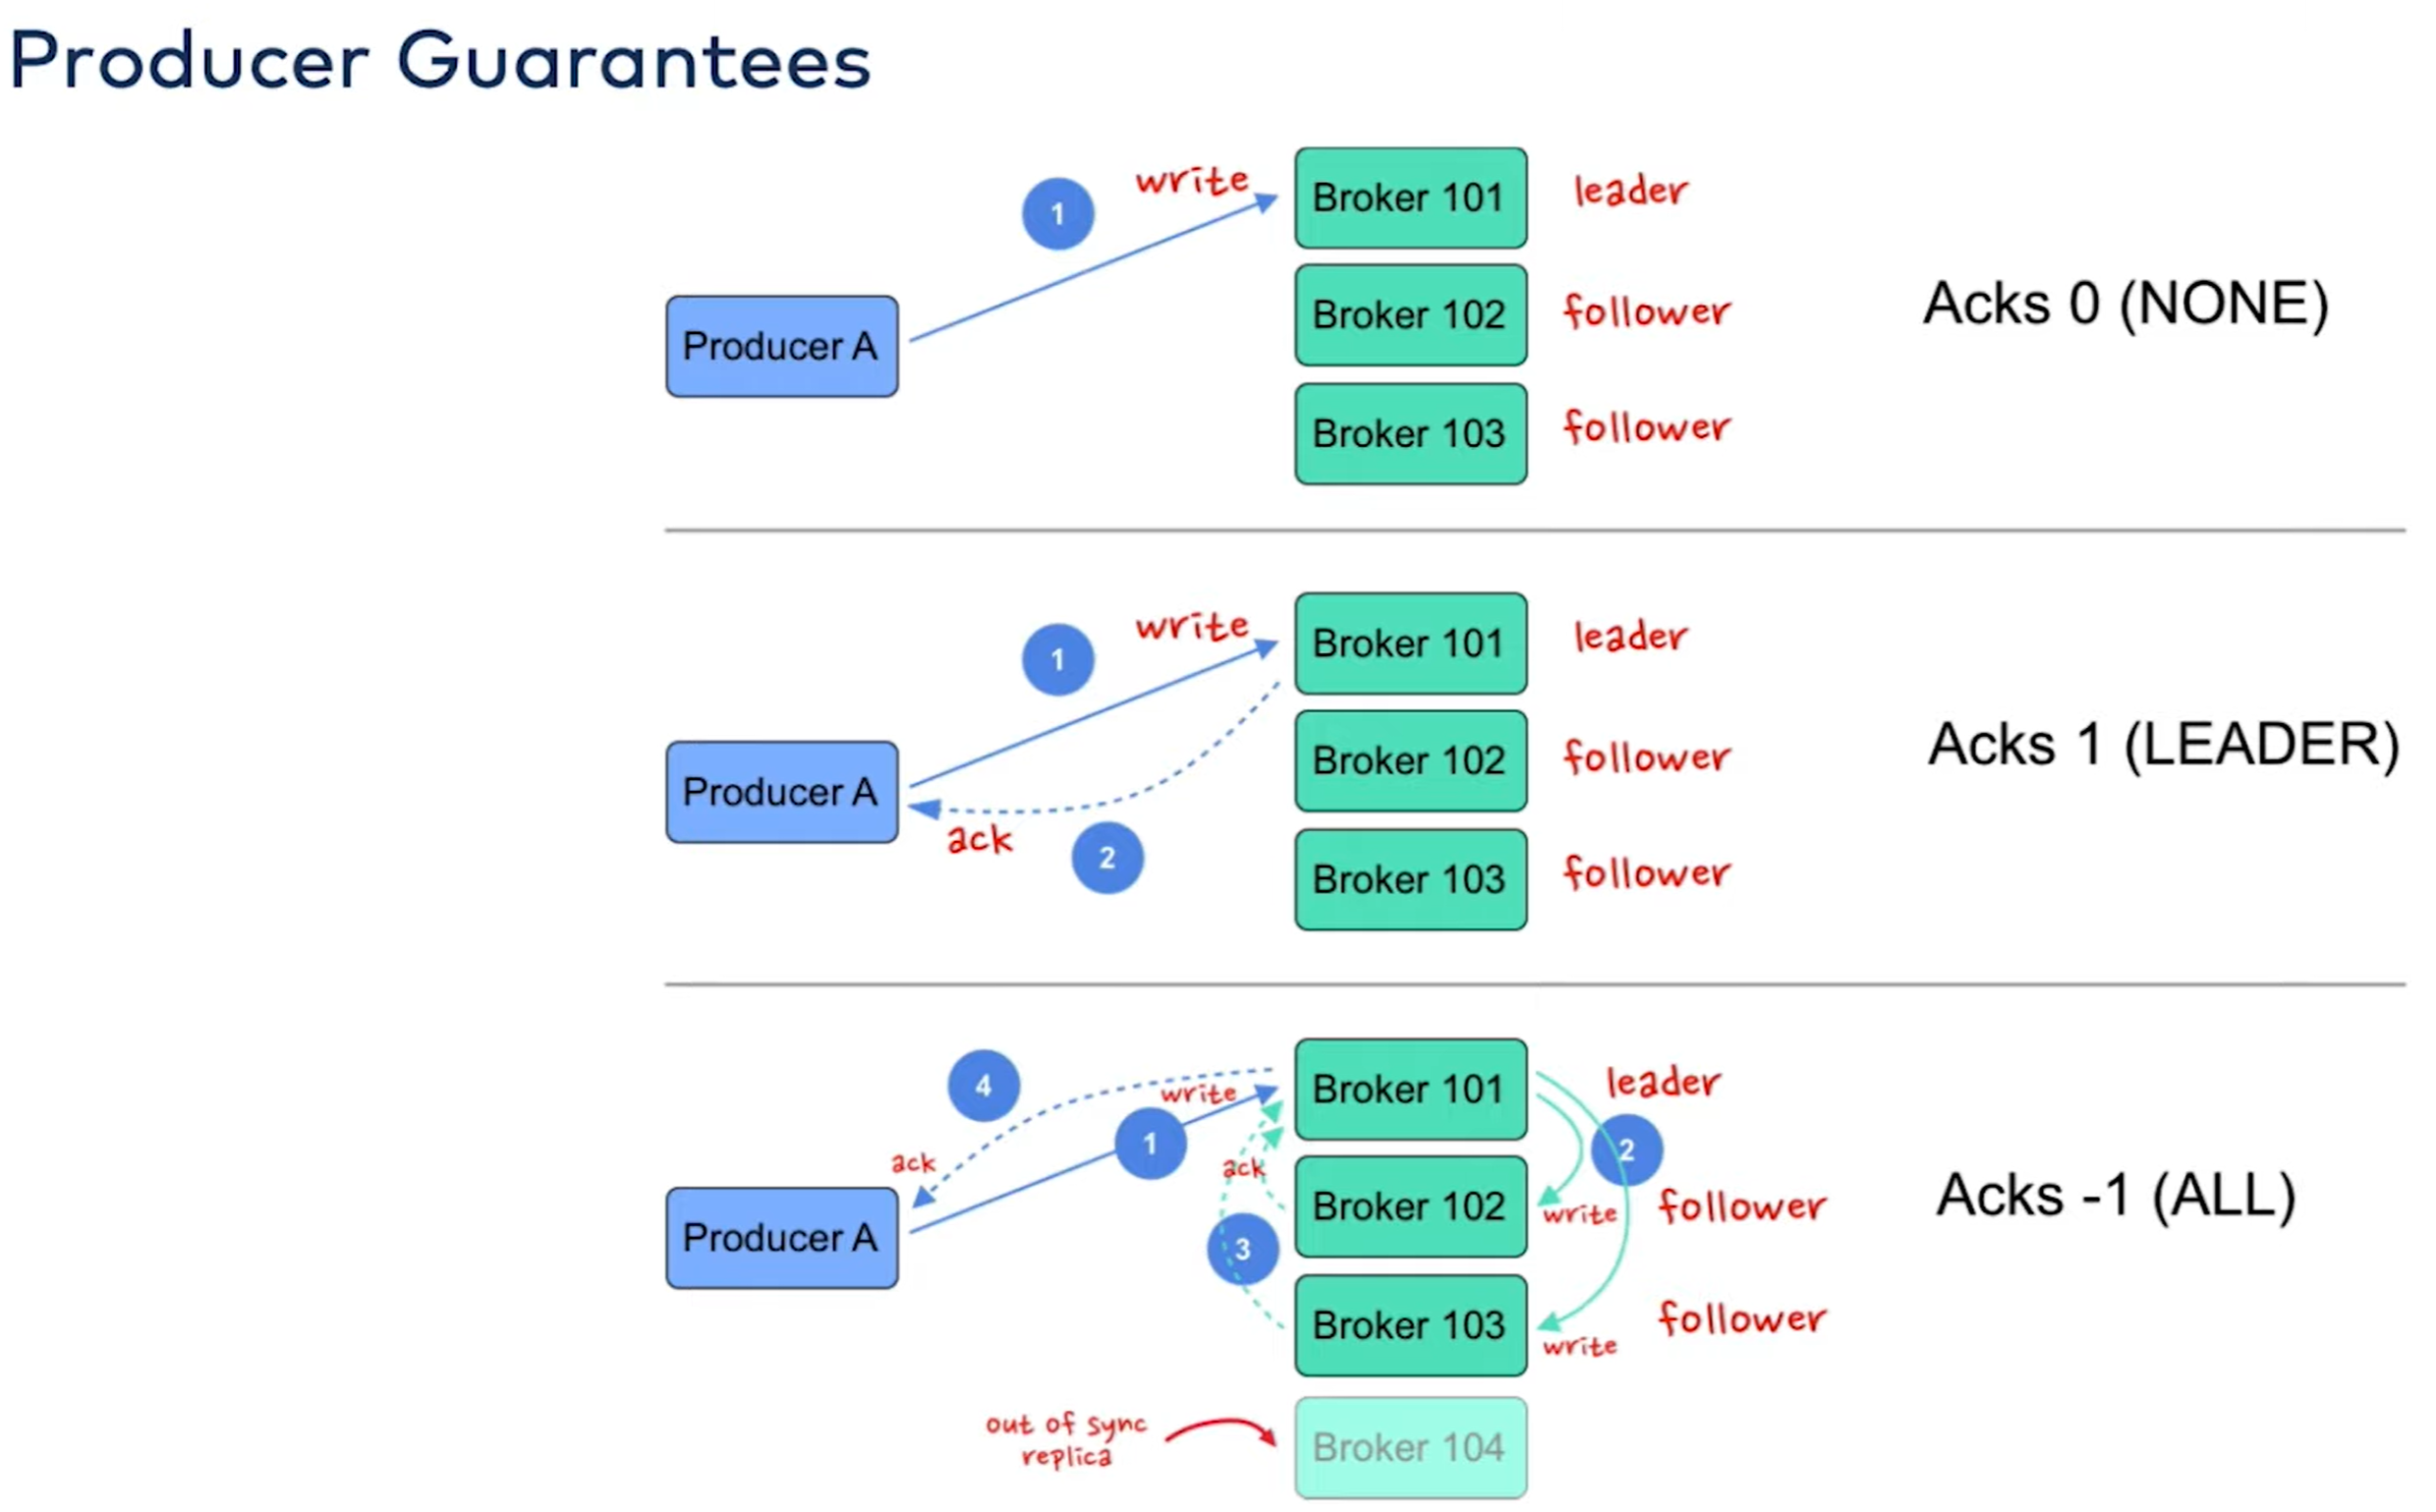 Producer Guarantees
1
write
Broker 101
leader
Producer A
Broker 102
follower
Broker 103
follower
Acks 0 (NONE)
1
write
Broker 101
leader
Producer A
ack
2
Broker 102
follower
Broker 103
follower
Acks 1 (LEADER)
4
write
1
Broker 101
leader
2
ack
ack
Producer A
Broker 102
write
follower
3
Broker 103
write
follower
Acks -1 (ALL)
out of sync
replica
Broker 104